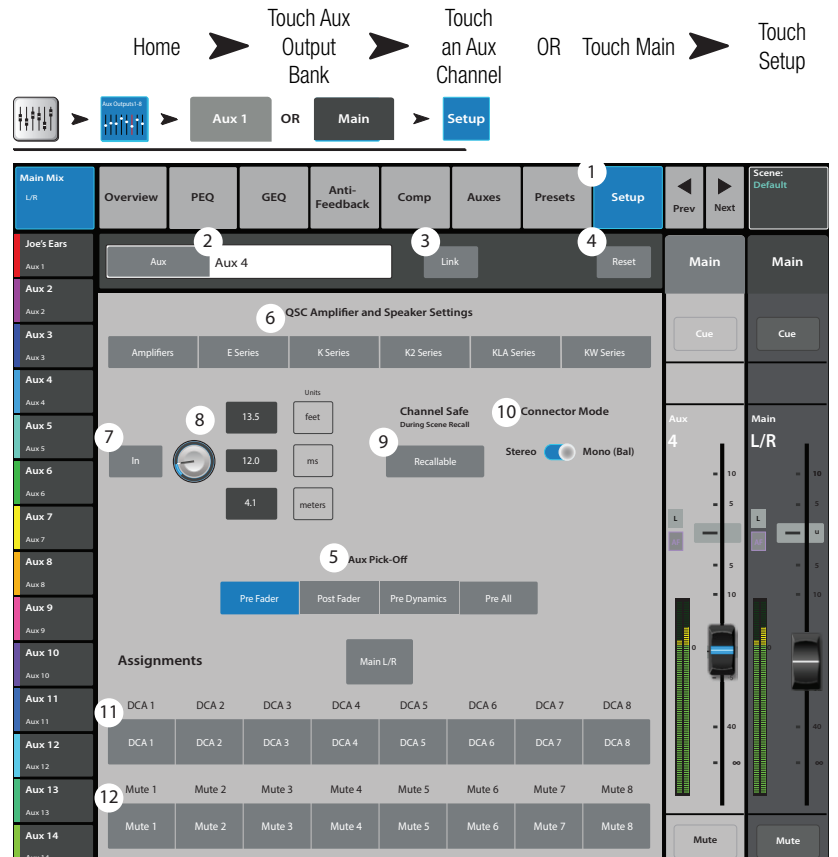 Home
Touch Aux
Output
Bank
Touch
an Aux
Channel
OR
Touch Main
Touch
Setup
Aux Outputs1-8
Aux 1
OR
Main
Setup
Main Mix
L/R
Overview
PEQ
GEQ
Anti-
Feedback
Comp
Auxes
Presets
1
Setup
Prev
Next
Scene:
Default
Joe's Ears
Aux 1
Aux 2
Aux 2
Aux 3
Aux 3
Aux 4
Aux 4
Aux 5
Aux 5
Aux 6
Aux 6
Aux 7
Aux 7
Aux 8
Aux 8
Aux 9
Aux 9
Aux 10
Aux 10
Aux 11
Aux 11
Aux 12
Aux 12
Aux 13
Aux 13
Aux 14
2
Aux
Aux 4
3
Link
4
Reset
6
QSC Amplifier and Speaker Settings
Amplifiers
E Series
K Series
K2 Series
KLA Series
KW Series
7
In
8
Units
13.5
feet
12.0
ms
4.1
meters
Channel Safe
During Scene Recall
9
Recallable
10
Connector Mode
Stereo
Mono (Bal)
5
Aux Pick-Off
Pre Fader
Post Fader
Pre Dynamics
Pre All
Assignments
Main L/R
11
DCA 1 DCA 2 DCA 3 DCA 4 DCA 5 DCA 6 DCA 7 DCA 8
DCA 1 DCA 2 DCA 3 DCA 4 DCA 5 DCA 6 DCA 7 DCA 8
12
Mute 1 Mute 2 Mute 3 Mute 4 Mute 5 Mute 6 Mute 7 Mute 8
Mute 1 Mute 2 Mute 3 Mute 4 Mute 5 Mute 6 Mute 7 Mute 8
Main
Cue
Aux
4
10
5
L
5
10
0
40
∞
Mute
Main
Cue
Main
L/R
10
5
L
u
5
10
0
40
∞
Mute